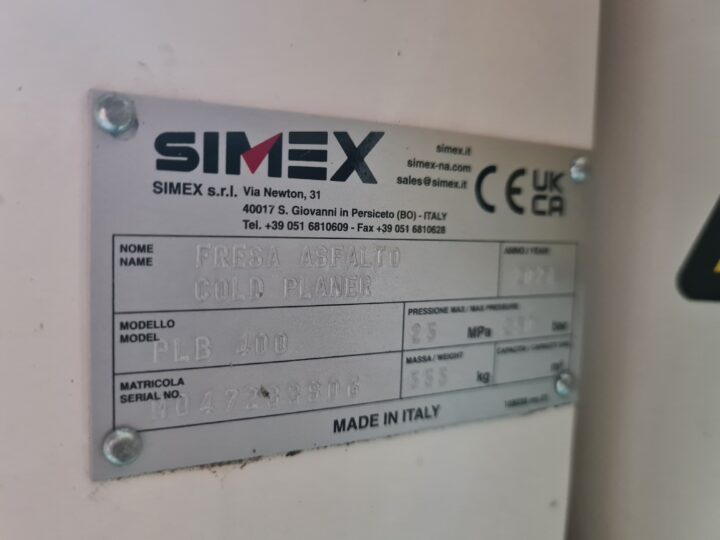 SIMEX
simex.it
simex-na.com
sales@simex.it
CE UK CA
SIMEX s.r.l. Via Newton, 31
40017 S. Giovanni in Persiceto (BO) - ITALY
Tel. +39 051 6810609 - Fax +39 051 6810628
NOME
NAME
FRESA ASFALTO
COLD PLANER
ANNO / YEAR
MODELLO
MODEL
PLB 400
PRESSIONE MAX / MAX PRESSURE
25 MPa
MATRICOLA
SERIAL NO.
MASSA / WEIGHT
kg
MADE IN ITALY